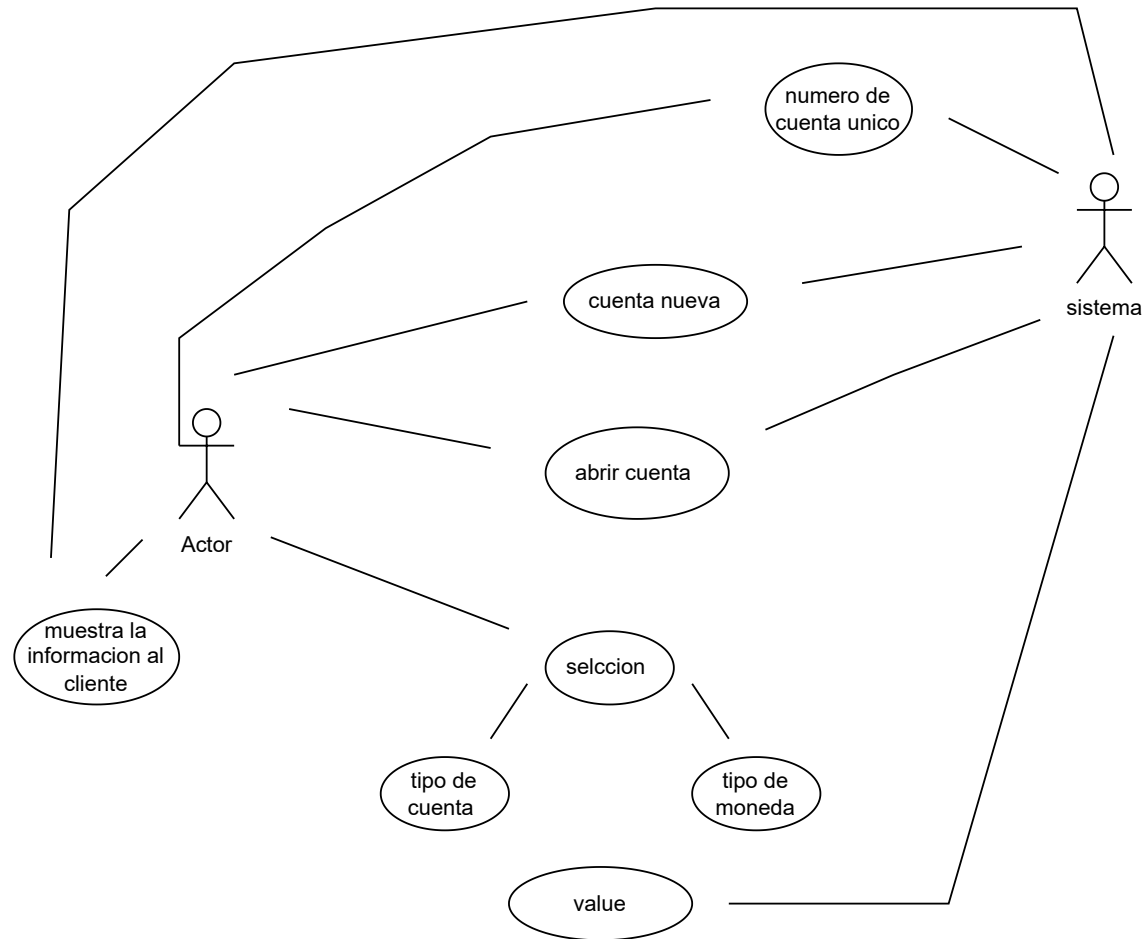 numero de
cuenta unico
cuenta nueva
sistema
abrir cuenta
Actor
muestra la
informacion al
cliente
selccion
tipo de
cuenta
tipo de
moneda
value